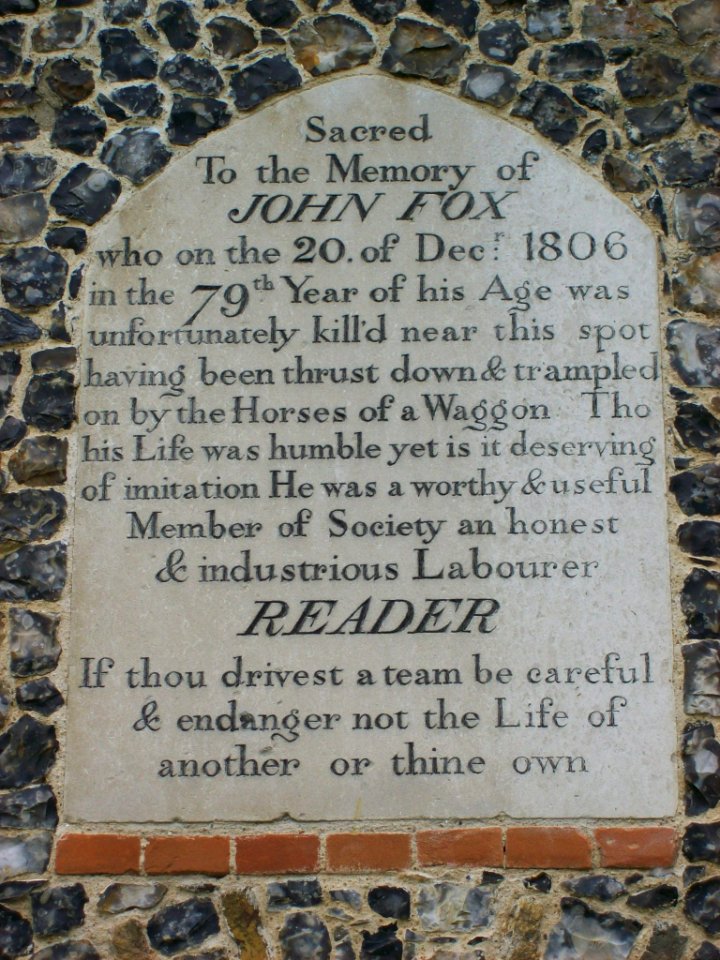 Sacred
To the Memory of
JOHN FOX
who on the 20. of Decr. 1806
in the 79th Year of his Age was
unfortunately kill'd near this spot
having been thrust down & trampled
on by the Horses of a Waggon Tho
his Life was humble yet is it deserving
of imitation He was a worthy & useful
Member of Society an honest
& industrious Labourer
READER
If thou drivest a team be careful
& endanger not the Life of
another or thine own